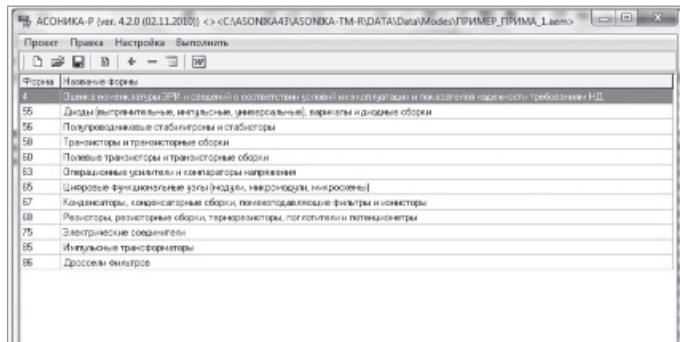 АСОНИКА-Р (ver. 4.2.0 (02.11.2010)) <> <C:\ASONIKA43\ASONIKA-TM-R\DATA\Data\Modes\ПРИМЕР_ПРИМА_1.aem>
Проект Правка Настройка Выполнить
Форма Название формы
4 Оценка номенклатуры ЭРИ и сведений о соответствии условий их эксплуатации и показателей надежности требованиям НД
55 Диоды (выпрямительные, импульсные, универсальные), варикапы и диодные сборки
56 Полупроводниковые стабилитроны и стабисторы
58 Транзисторы и транзисторные сборки
60 Полевые транзисторы и транзисторные сборки
63 Операционные усилители и компараторы напряжения
65 Цифровые функциональные узлы (модули, микромодули, микросхемы)
67 Конденсаторы, конденсаторные сборки, помехоподавляющие фильтры и ионисторы
68 Резисторы, резисторные сборки, терморезисторы, поглотители и потенциометры
75 Электрические соединители
85 Импульсные трансформаторы
86 Дроссели фильтров